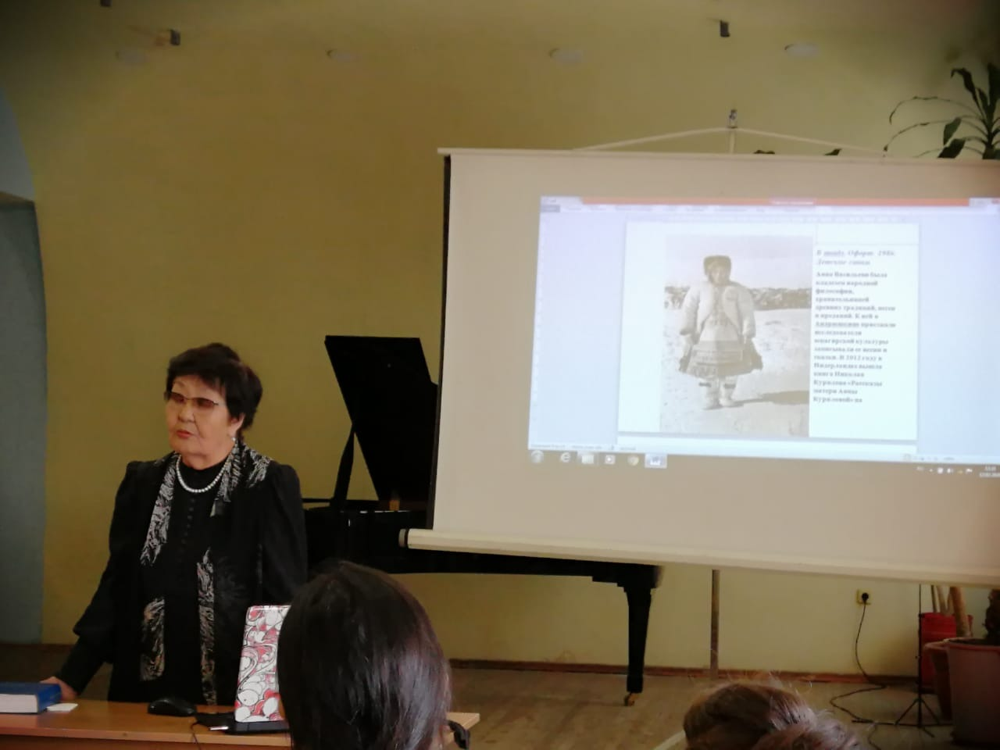 В тундру. Офорт. 1986.
Детские санки
Анна Васильевна была
кладезем народной
философии,
хранительницей
древних традиций, песен
и преданий. К ней в
Андрюшкино приезжали
исследователи
юкагирской культуры
записывали ее песни и
сказки. В 2012 году в
Нидерландах вышла
книга Николая
Курилова «Рассказы
матери Анны
Куриловой» на